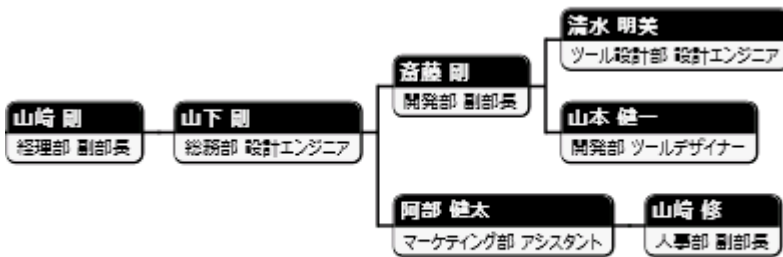 山崎 剛
経理部 副部長
山下 剛
総務部 設計エンジニア
斎藤 剛
開発部 副部長
清水 明美
ツール設計部 設計エンジニア
山本 健一
開発部 ツールデザイナー
阿部 健太
マーケティング部 アシスタント
山崎 修
人事部 副部長